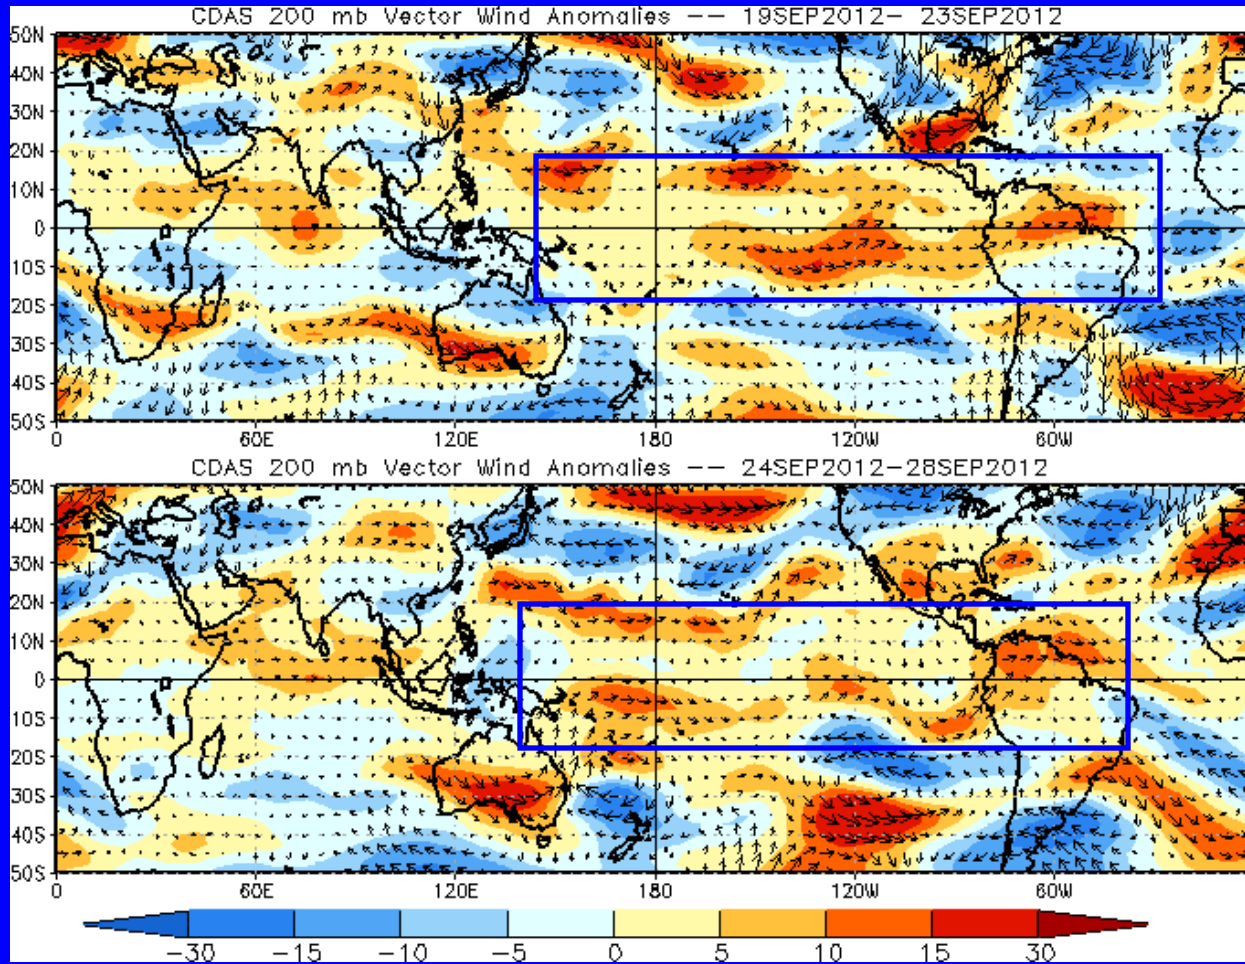 CDAS 200 mb Vector Wind Anomalies -- 19SEP2012- 23SEP2012
50N
40N
30N
20N
10N
0
10S
20S
30S
40S
50S
0 60E 120E 180 120W 60W
CDAS 200 mb Vector Wind Anomalies -- 24SEP2012-28SEP2012
50N
40N
30N
20N
10N
0
10S
20S
30S
40S
50S
0 60E 120E 180 120W 60W
-30 -15 -10 -5 0 5 10 15 30